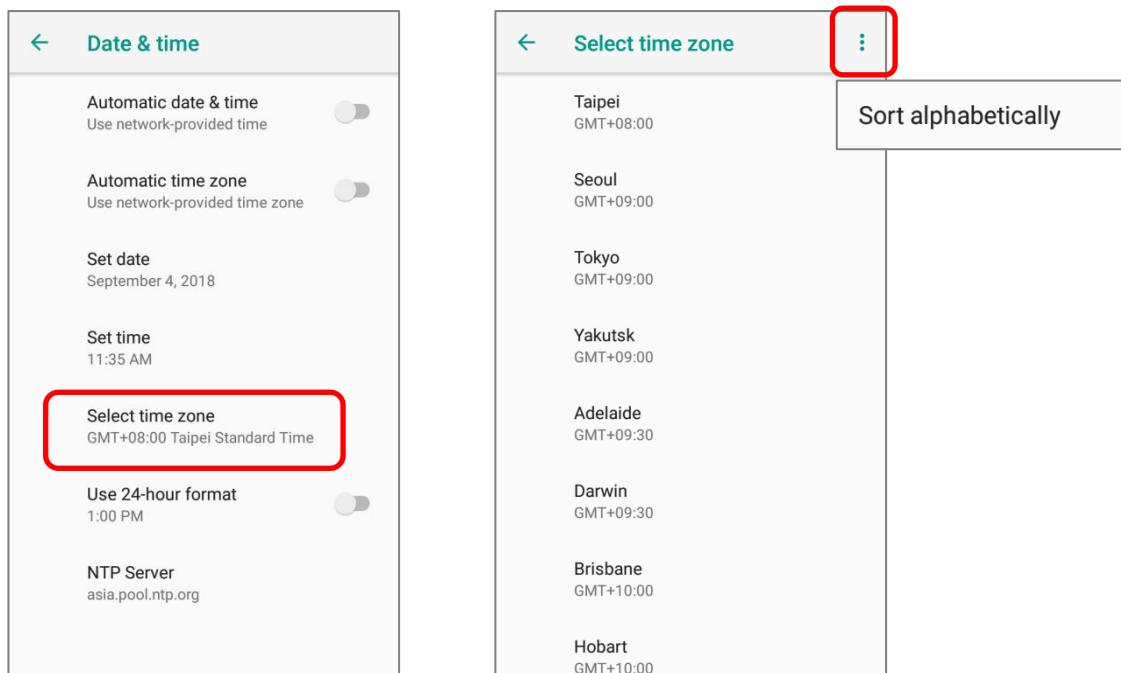 Date & time
Automatic date & time
Use network-provided time
Automatic time zone
Use network-provided time zone
Set date
September 4, 2018
Set time
11:35 AM
Select time zone
GMT+08:00 Taipei Standard Time
Use 24-hour format
1:00 PM
NTP Server
asia.pool.ntp.org
Select time zone
Sort alphabetically
Taipei
GMT+08:00
Seoul
GMT+09:00
Tokyo
GMT+09:00
Yakutsk
GMT+09:00
Adelaide
GMT+09:30
Darwin
GMT+09:30
Brisbane
GMT+10:00
Hobart
GMT+10:00